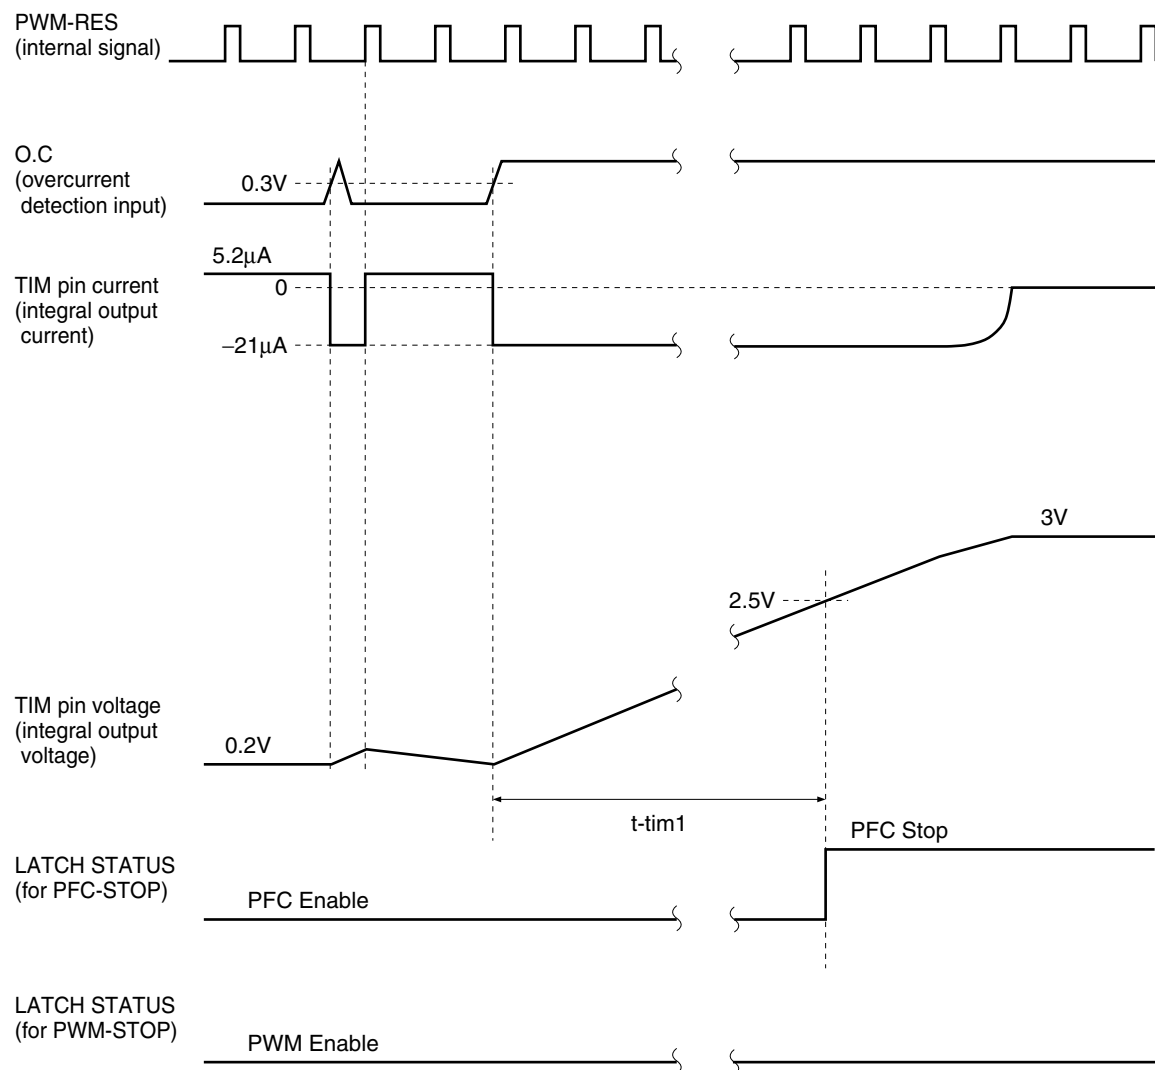 PWM-RES
(internal signal)
O.C
(overcurrent
detection input)
0.3V
5.2μA
TIM pin current
(integral output
current)
0
−21μA
3V
2.5V
TIM pin voltage
(integral output
voltage)
0.2V
t-tim1
PFC Stop
LATCH STATUS
(for PFC-STOP)
PFC Enable
LATCH STATUS
(for PWM-STOP)
PWM Enable